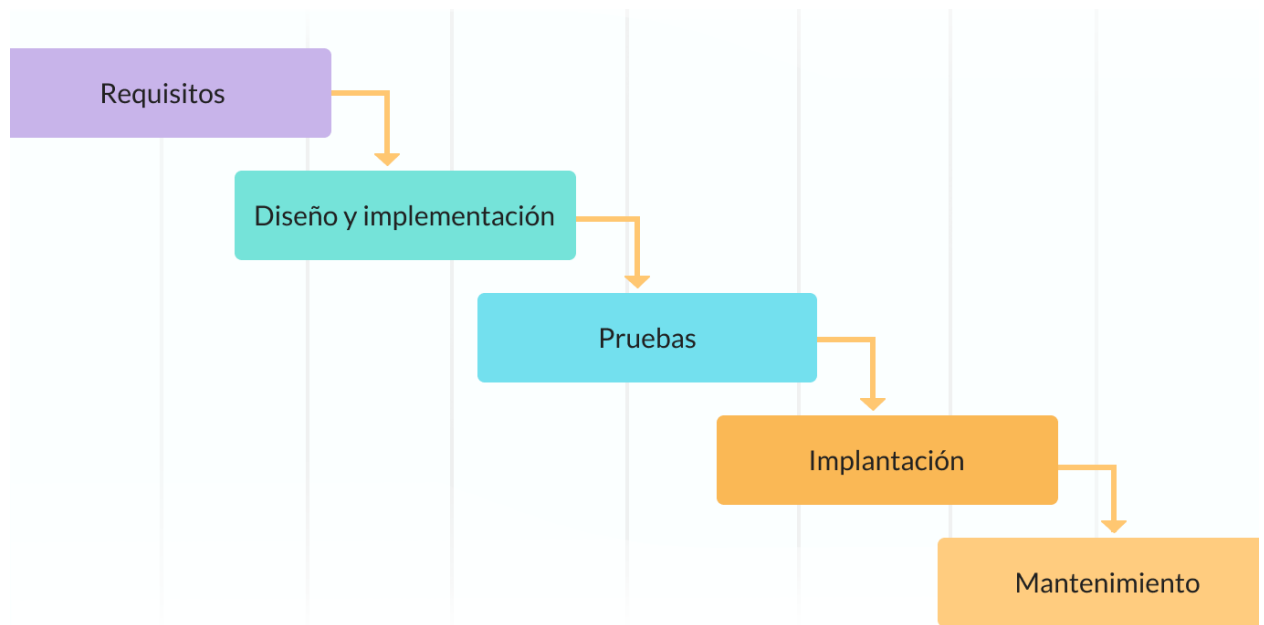 Requisitos
Diseño y implementación
Pruebas
Implantación
Mantenimiento